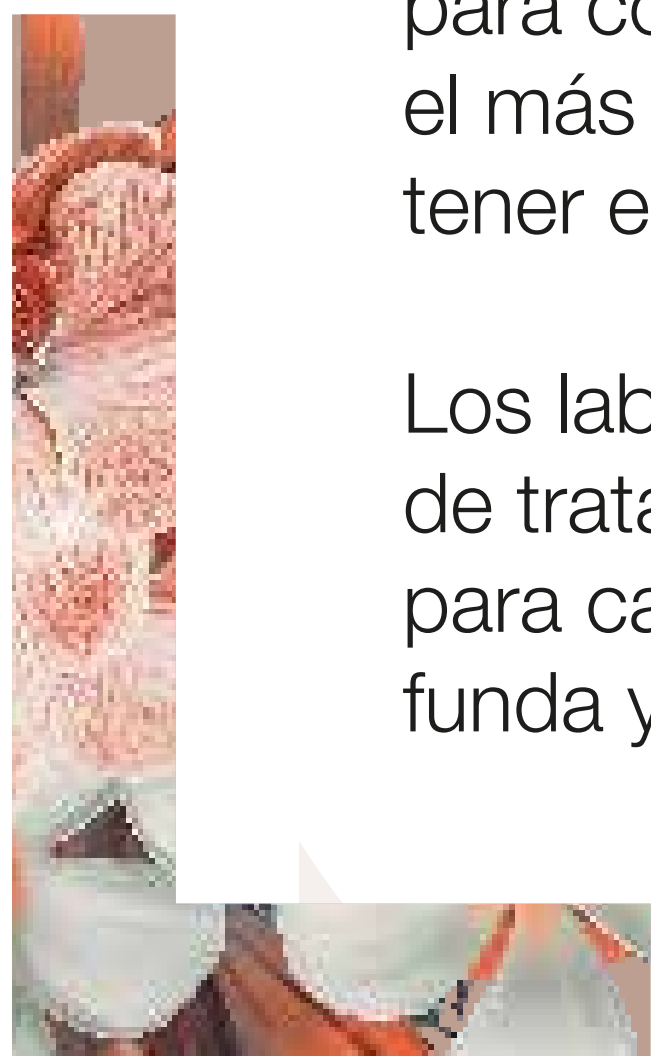 para co
el más
tener e
Los lab
de trata
para ca
funda y